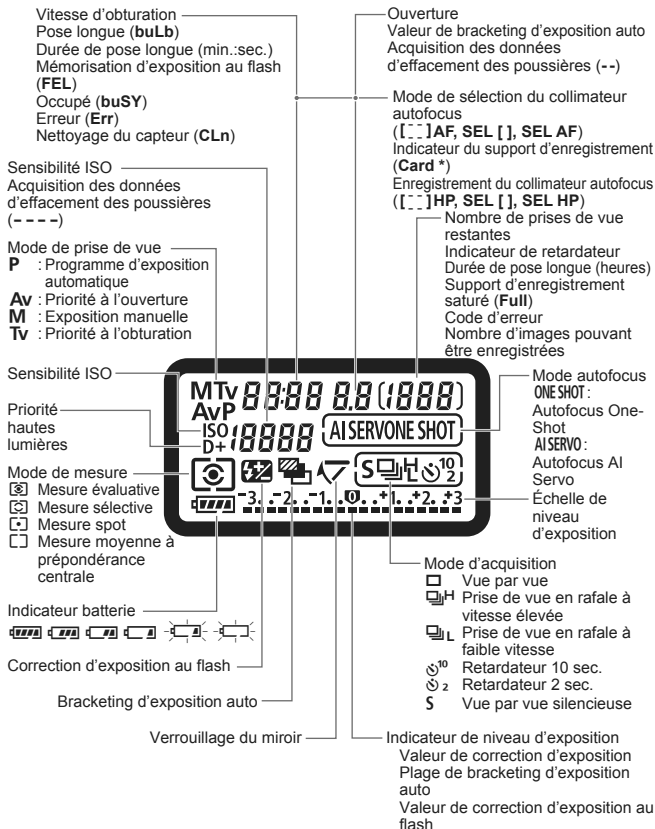 Vitesse d'obturation
Pose longue (buLb)
Durée de pose longue (min.:sec.)
Mémorisation d'exposition au flash
(FEL)
Occupé (buSY)
Erreur (Err)
Nettoyage du capteur (CLn)
Ouverture
Valeur de bracketing d'exposition auto
Acquisition des données
d'effacement des poussières (--)
Mode de sélection du collimateur
autofocus
([---]AF, SEL [ ], SEL AF)
Indicateur du support d'enregistrement
(Card *)
Enregistrement du collimateur autofocus
([---]HP, SEL [ ], SEL HP)
Sensibilité ISO
Acquisition des données
d'effacement des poussières
(----)
Nombre de prises de vue
restantes
Indicateur de retardateur
Durée de pose longue (heures)
Support d'enregistrement
saturé (Full)
Code d'erreur
Nombre d'images pouvant
être enregistrées
Mode de prise de vue
P : Programme d'exposition
automatique
Av : Priorité à l'ouverture
M : Exposition manuelle
Tv : Priorité à l'obturation
Sensibilité ISO
Priorité
hautes
lumières
Mode de mesure
Mesure évaluative
Mesure sélective
Mesure spot
Mesure moyenne à
prépondérance
centrale
Indicateur batterie
Correction d'exposition au flash
Bracketing d'exposition auto
Verrouillage du miroir
MTv 88:88 8.8 (1888)
AvP
ISO
D+ 18888 AI SERVONE SHOT
S H 10 2
-3..-2..-1..0..+1..+2..+3
Mode autofocus
ONE SHOT :
Autofocus One-
Shot
AI SERVO :
Autofocus AI
Servo
Échelle de
niveau
d'exposition
Mode d'acquisition
Vue par vue
H Prise de vue en rafale à
vitesse élevée
L Prise de vue en rafale à
faible vitesse
10 Retardateur 10 sec.
2 Retardateur 2 sec.
S Vue par vue silencieuse
Indicateur de niveau d'exposition
Valeur de correction d'exposition
Plage de bracketing d'exposition
auto
Valeur de correction d'exposition au
flash